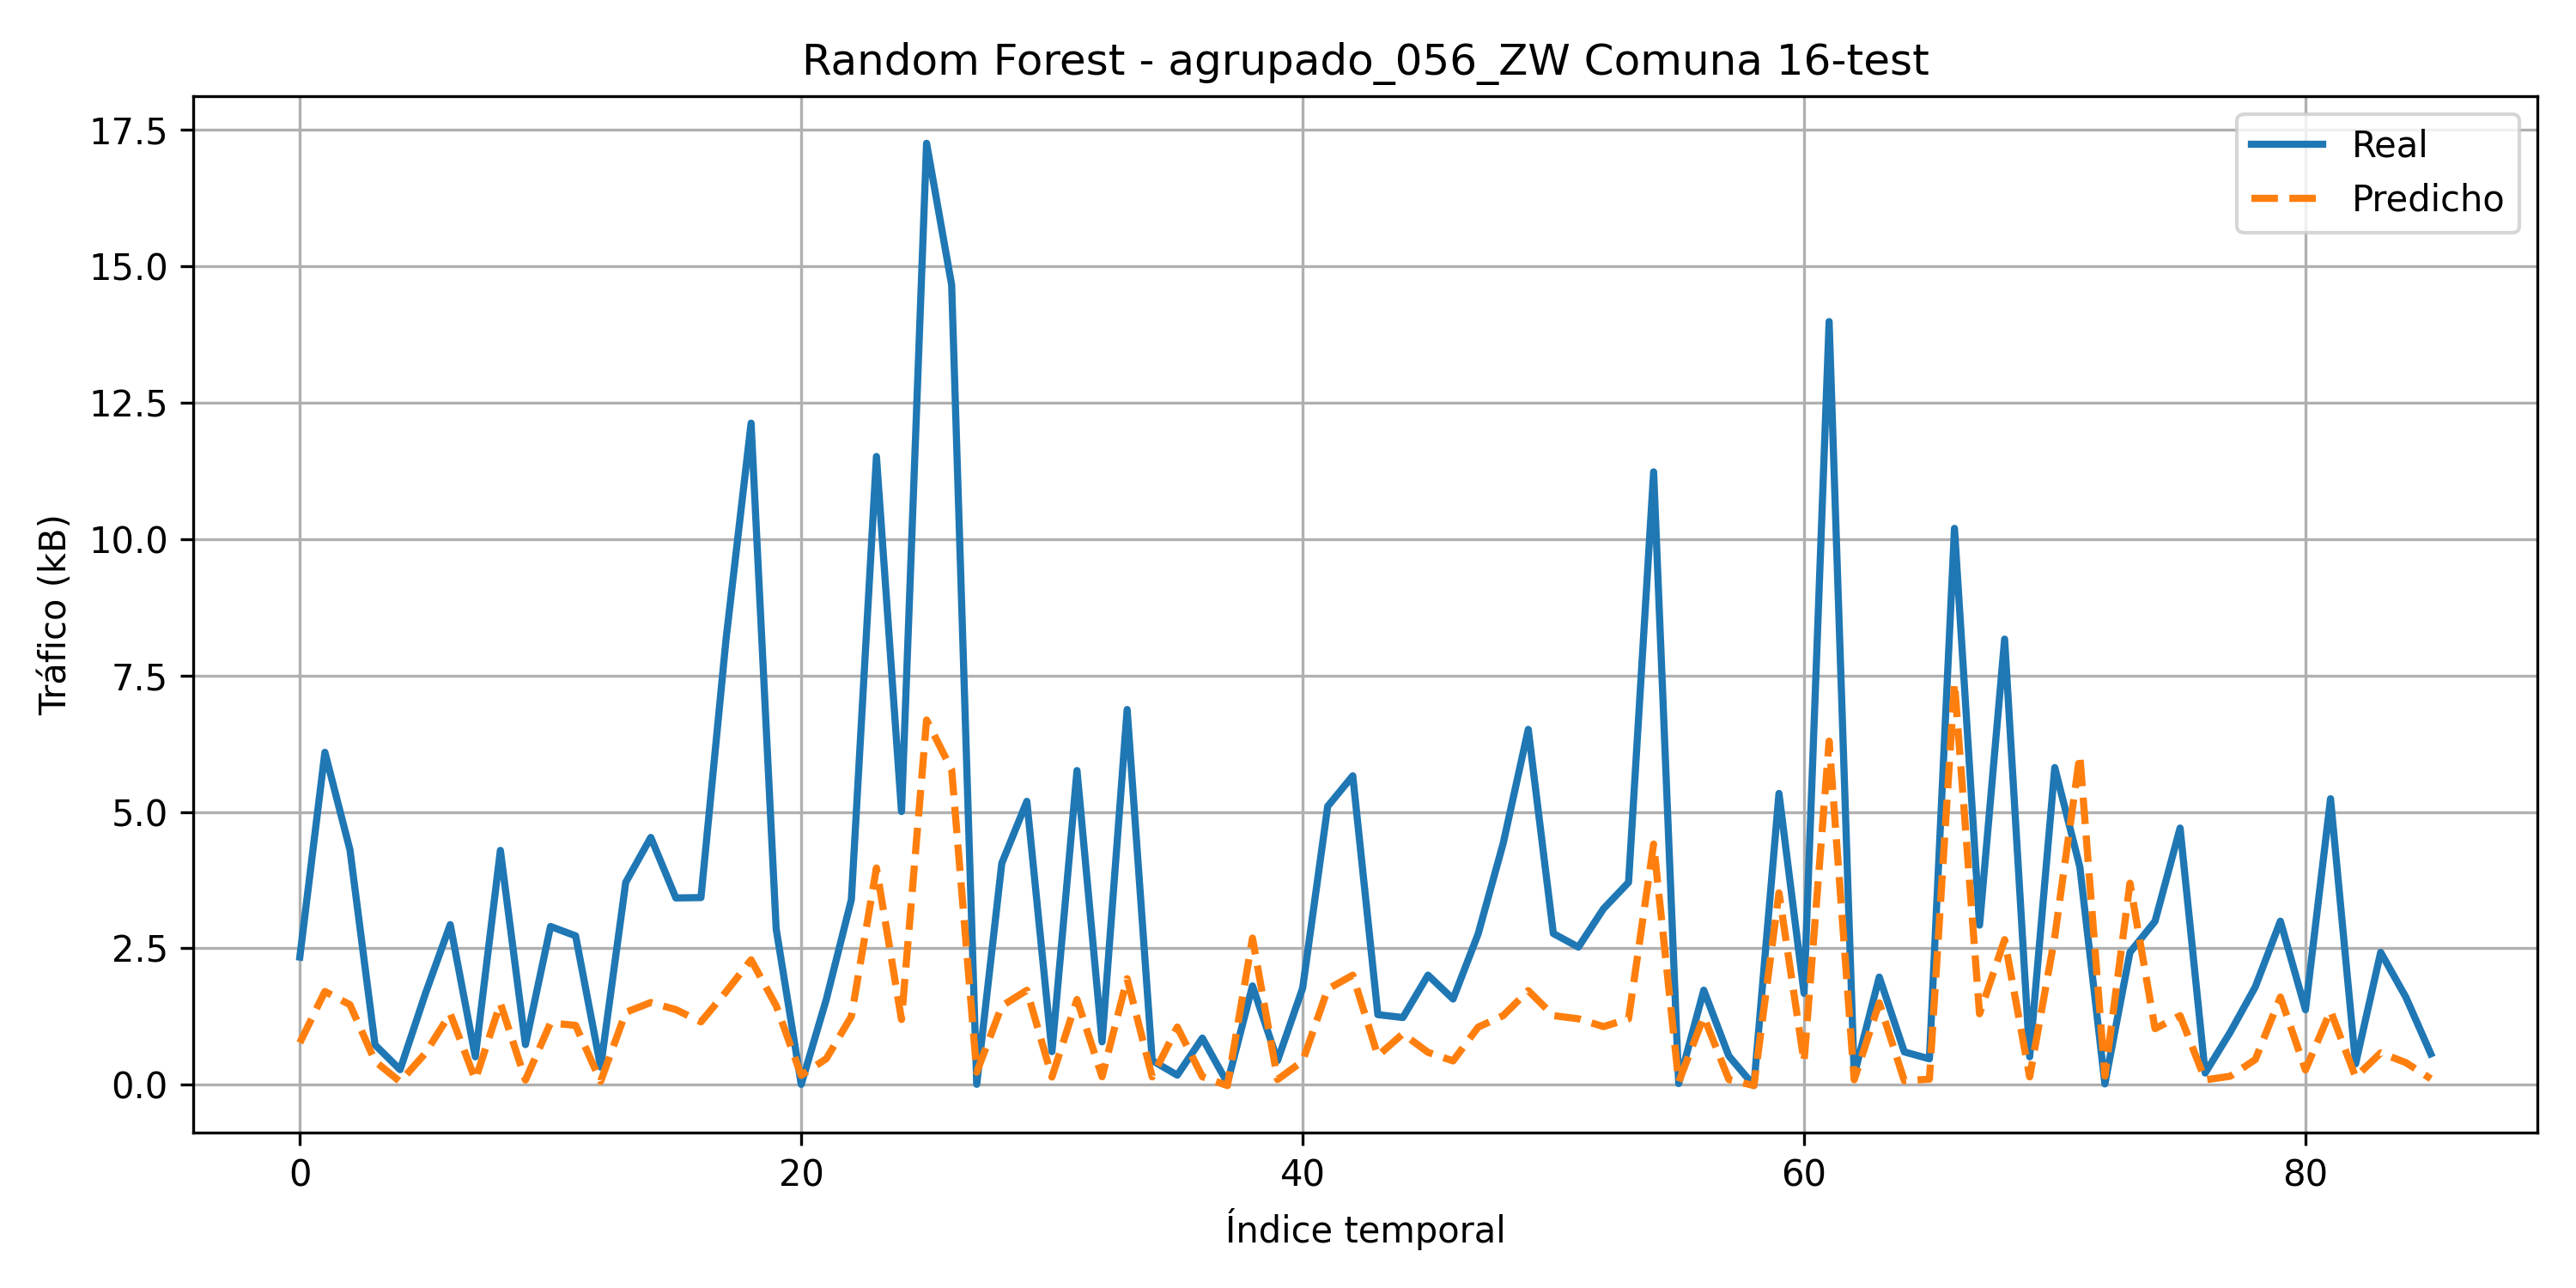 Random Forest - agrupado_056_ZW Comuna 16-test
17.5
15.0
12.5
10.0
7.5
5.0
2.5
0.0
Tráfico (kB)
Real
Predicho
0 20 40 60 80
Índice temporal